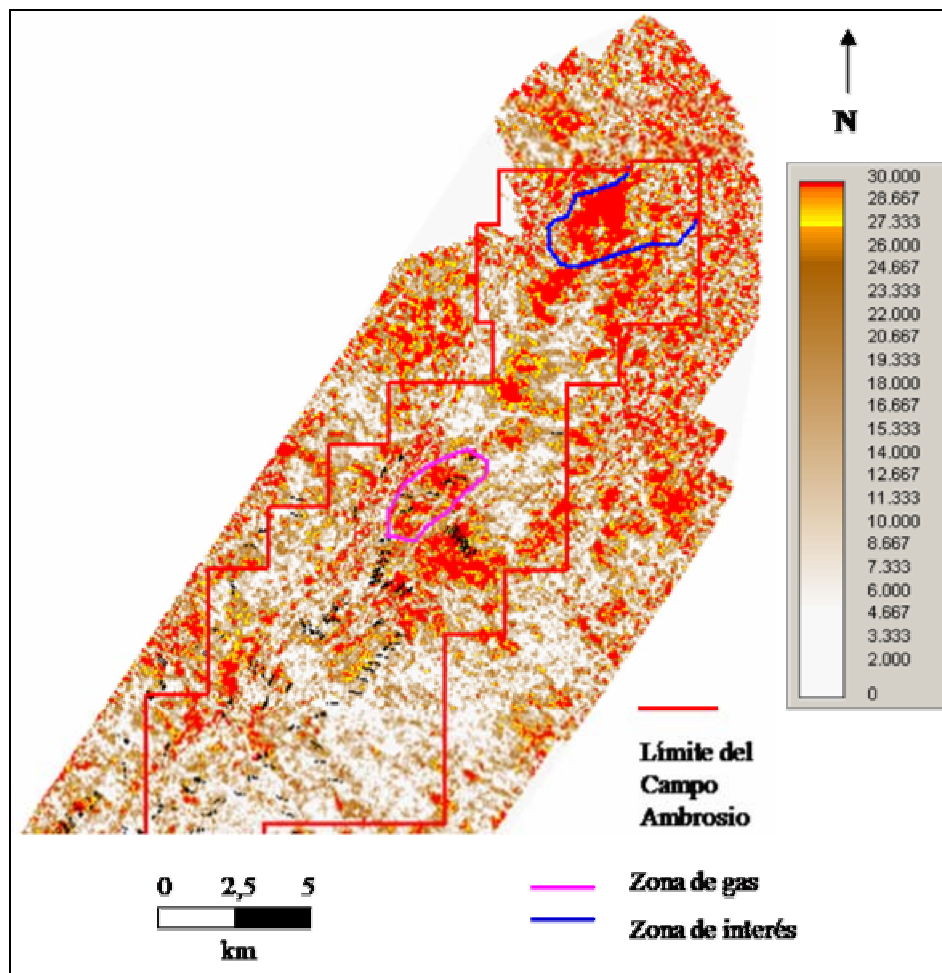 N
30.000
28.667
27.333
26.000
24.667
23.333
22.000
20.667
19.333
18.000
16.667
15.333
14.000
12.667
11.333
10.000
8.667
7.333
6.000
4.667
3.333
2.000
0
Límite del
Campo
Ambrosio
0 2,5 5
km
Zona de gas
Zona de interés